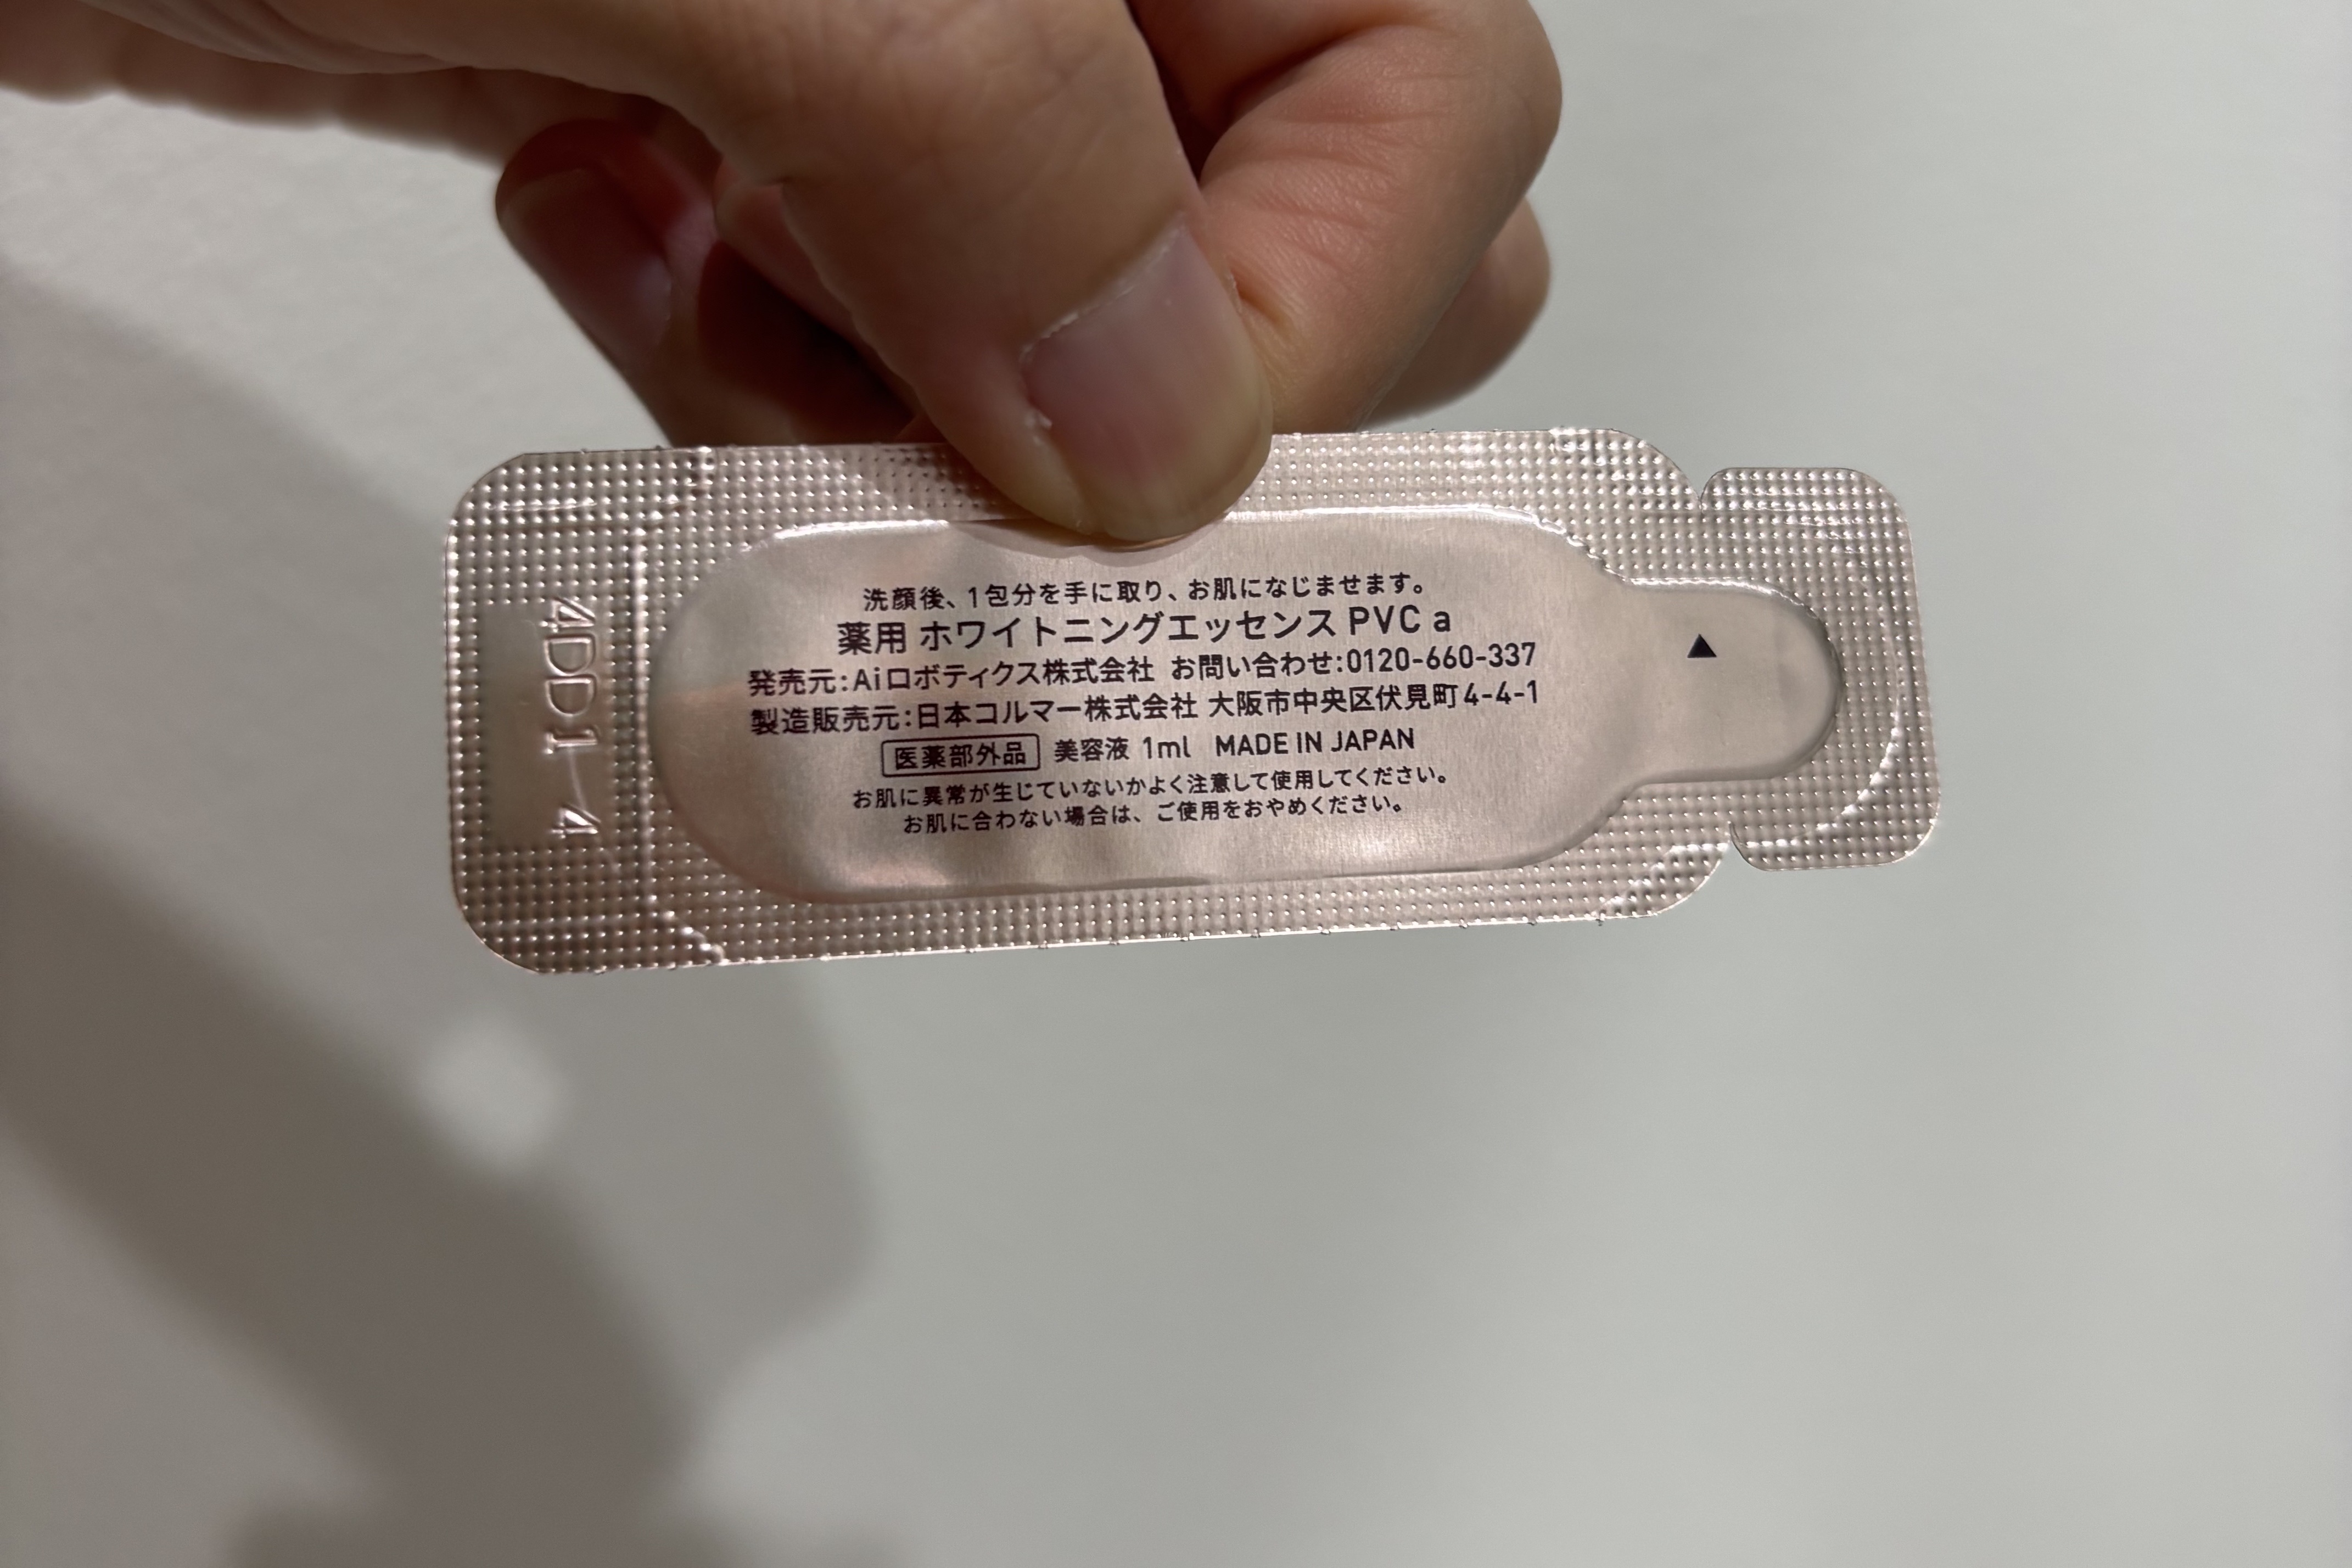 洗顔後、1包分を手に取り、お肌になじませます。
薬用 ホワイトニングエッセンス PVC a
発売元:Aiロボティクス株式会社 お問い合わせ:0120-660-337
製造販売元:日本コルマー株式会社 大阪市中央区伏見町4-4-1
医薬部外品 美容液 1ml MADE IN JAPAN
お肌に異常が生じていないかよく注意して使用してください。
お肌に合わない場合は、ご使用をおやめください。
4DD1 4